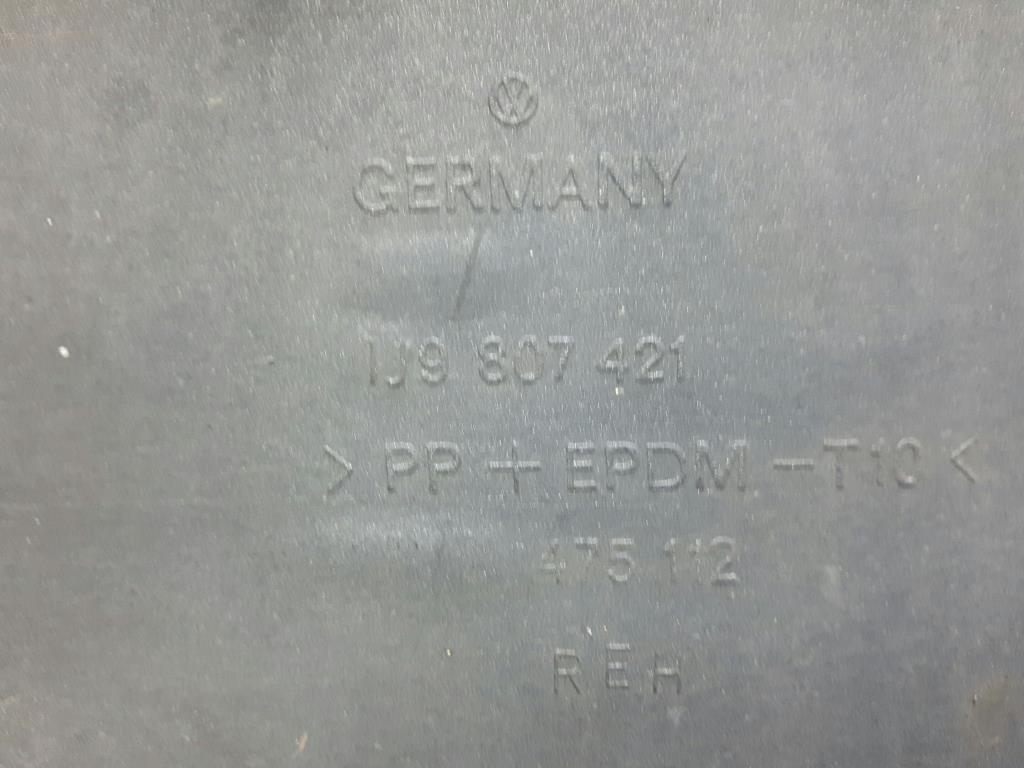 GERMANY
1J9 807 421
>PP+EPDM-T10<
475 112
REH